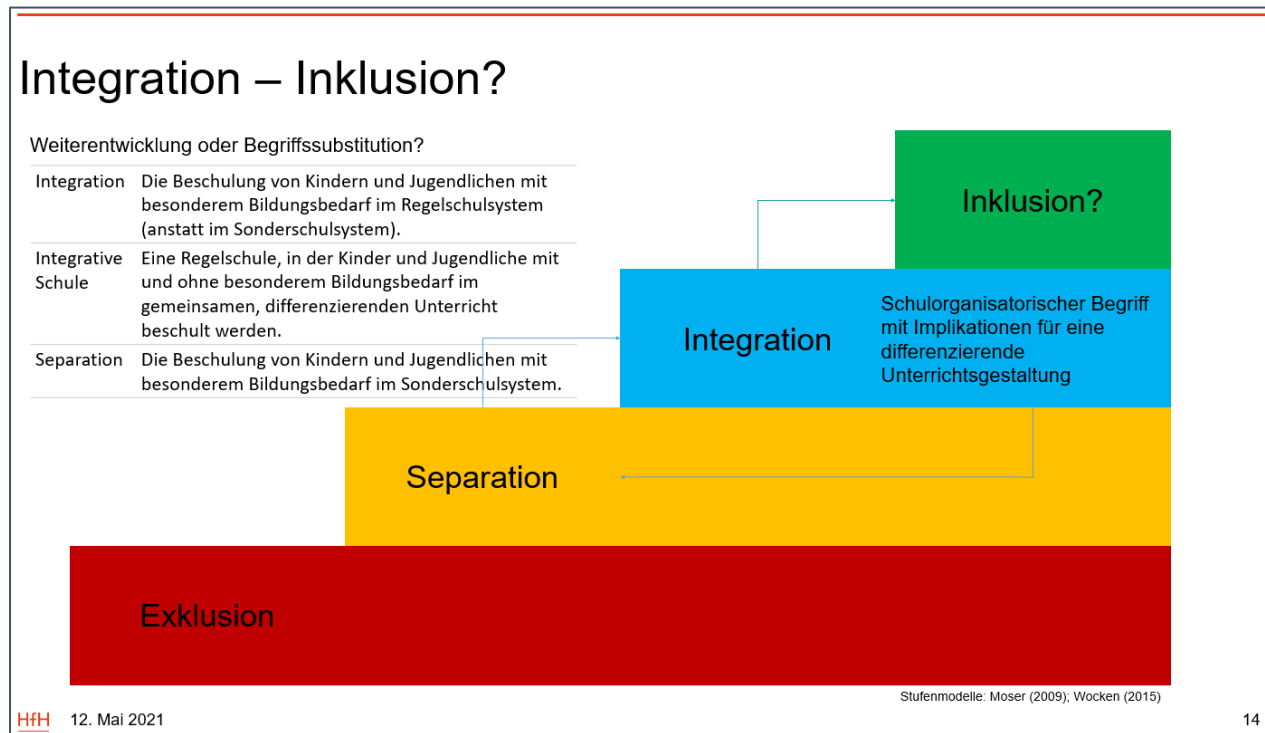 Integration – Inklusion?
Weiterentwicklung oder Begriffssubstitution?
Integration Die Beschulung von Kindern und Jugendlichen mit
besonderem Bildungsbedarf im Regelschulsystem
(anstatt im Sonderschulsystem).
Integrative Eine Regelschule, in der Kinder und Jugendliche mit
Schule und ohne besonderem Bildungsbedarf im
gemeinsamen, differenzierenden Unterricht
beschult werden.
Separation Die Beschulung von Kindern und Jugendlichen mit
besonderem Bildungsbedarf im Sonderschulsystem.
Inklusion?
Integration
Schulorganisatorischer Begriff
mit Implikationen für eine
differenzierende
Unterrichtsgestaltung
Separation
Exklusion
Stufenmodelle: Moser (2009); Wocken (2015)
HfH 12. Mai 2021 14